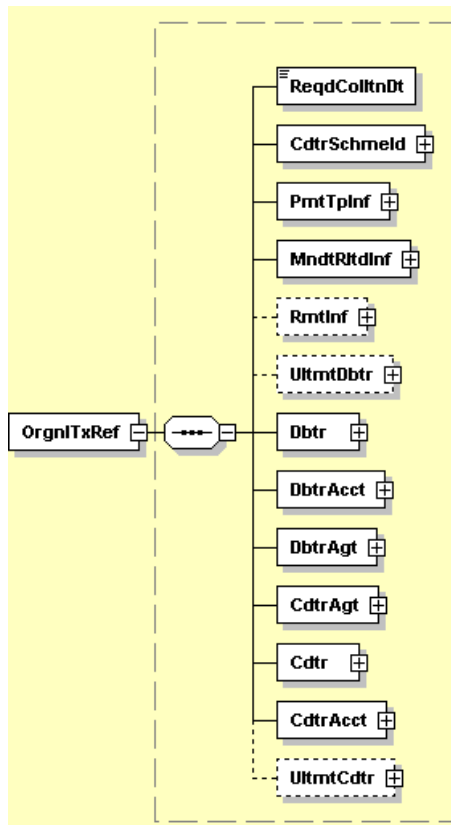 ReqdColltnDt
CdtrSchmeId
PmtTpInf
MndtRltdInf
RmtInf
UltmtDbtr
OrgnlTxRef
Dbtr
DbtrAcct
DbtrAgt
CdtrAgt
Cdtr
CdtrAcct
UltmtCdtr